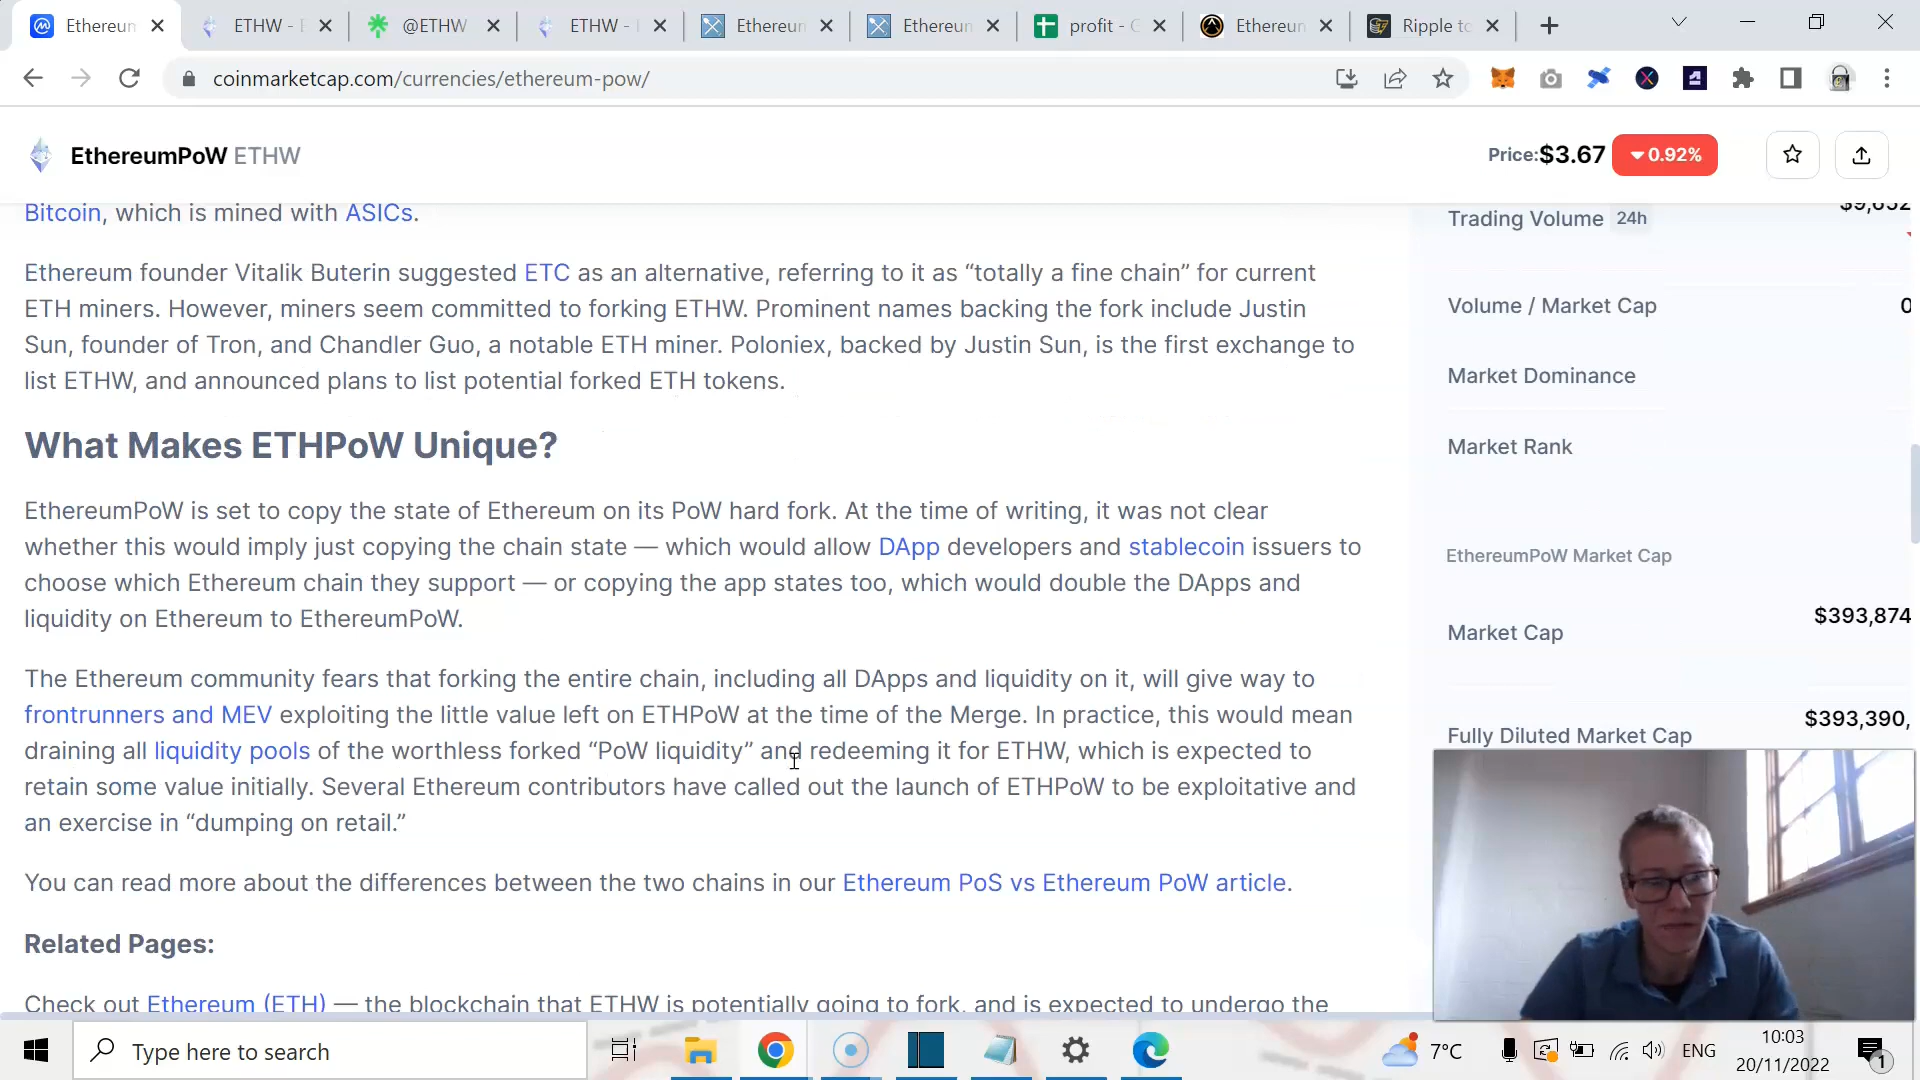 Ethereum
ETHW -
@ETHW
ETHW -
Ethereum
Ethereum
profit -
Ethereum
Ripple to
coinmarketcap.com/currencies/ethereum-pow/
EthereumPoW ETHW
Price:$3.67 0.92%
Bitcoin, which is mined with ASICs.
Ethereum founder Vitalik Buterin suggested ETC as an alternative, referring to it as “totally a fine chain” for current
ETH miners. However, miners seem committed to forking ETHW. Prominent names backing the fork include Justin
Sun, founder of Tron, and Chandler Guo, a notable ETH miner. Poloniex, backed by Justin Sun, is the first exchange to
list ETHW, and announced plans to list potential forked ETH tokens.
What Makes ETHPoW Unique?
EthereumPoW is set to copy the state of Ethereum on its PoW hard fork. At the time of writing, it was not clear
whether this would imply just copying the chain state — which would allow DApp developers and stablecoin issuers to
choose which Ethereum chain they support — or copying the app states too, which would double the DApps and
liquidity on Ethereum to EthereumPoW.
The Ethereum community fears that forking the entire chain, including all DApps and liquidity on it, will give way to
frontrunners and MEV exploiting the little value left on ETHPoW at the time of the Merge. In practice, this would mean
draining all liquidity pools of the worthless forked “PoW liquidity” and redeeming it for ETHW, which is expected to
retain some value initially. Several Ethereum contributors have called out the launch of ETHPoW to be exploitative and
an exercise in “dumping on retail.”
You can read more about the differences between the two chains in our Ethereum PoS vs Ethereum PoW article.
Related Pages:
Check out Ethereum (ETH) — the blockchain that ETHW is potentially going to fork, and is expected to undergo the
Trading Volume 24h
$9,652
Volume / Market Cap
0
Market Dominance
Market Rank
EthereumPoW Market Cap
Market Cap
$393,874
Fully Diluted Market Cap
$393,390,
Type here to search
7°C
ENG
10:03
20/11/2022
1